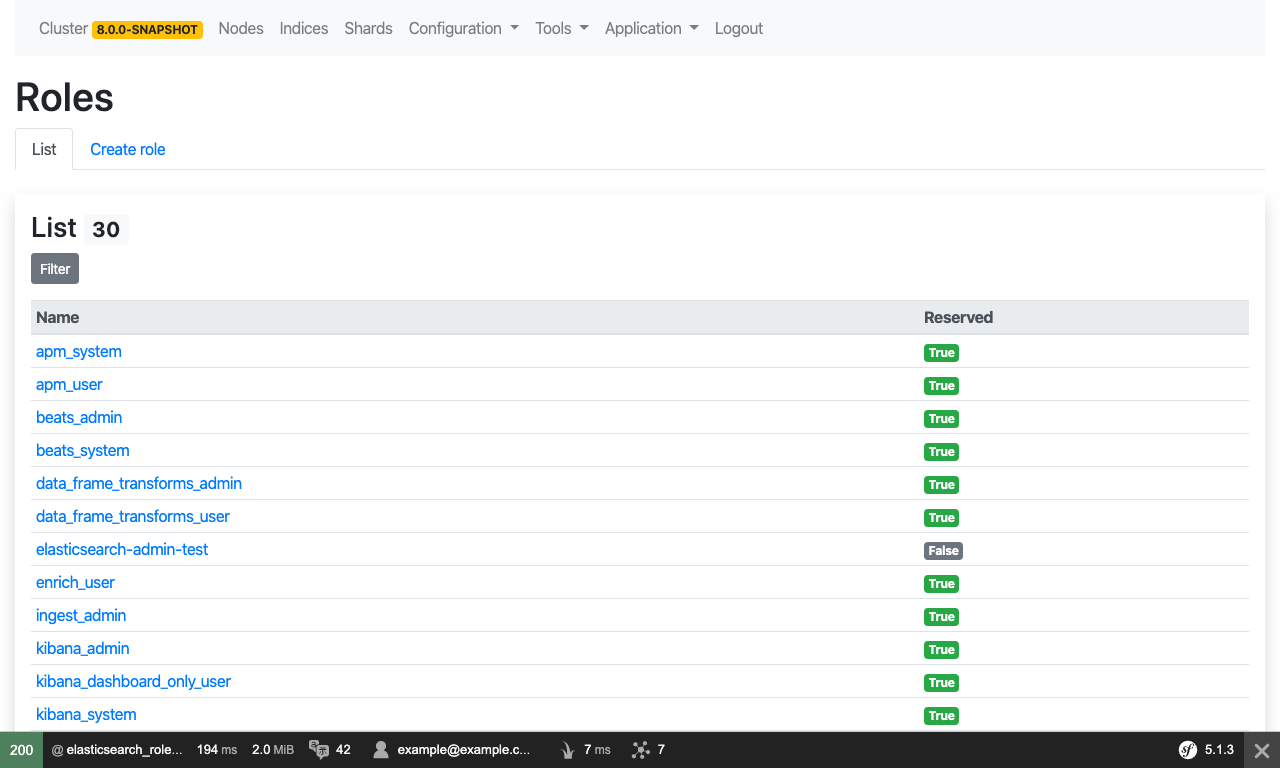 Cluster 8.0.0-SNAPSHOT Nodes Indices Shards Configuration Tools Application Logout
Roles
List Create role
List 30
Filter
Name Reserved
apm_system True
apm_user True
beats_admin True
beats_system True
data_frame_transforms_admin True
data_frame_transforms_user True
elasticsearch-admin-test False
enrich_user True
ingest_admin True
kibana_admin True
kibana_dashboard_only_user True
kibana_system True
200 @ elasticsearch_role... 194 ms 2.0 MiB 42 example@example.c... 7 ms 7 sf 5.1.3